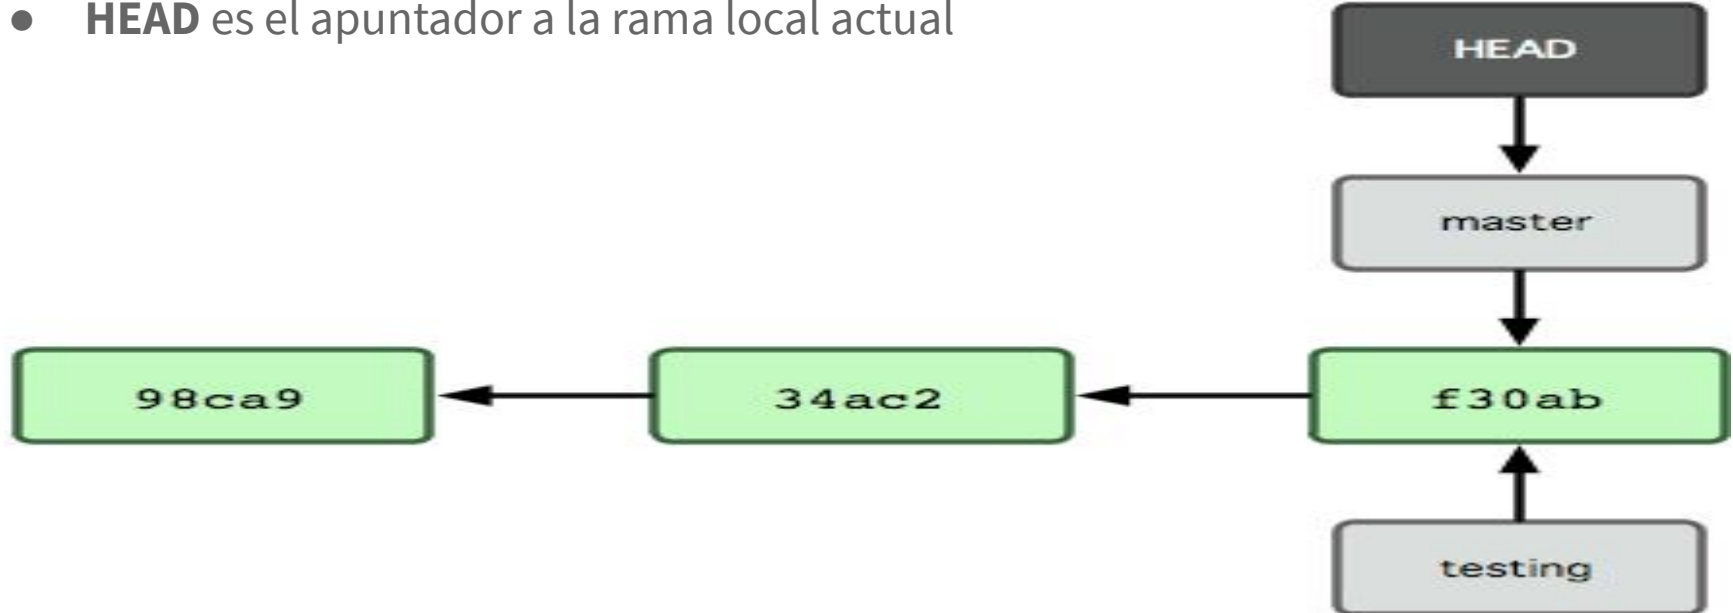 ● HEAD es el apuntador a la rama local actual
HEAD
master
98ca9
34ac2
f30ab
testing